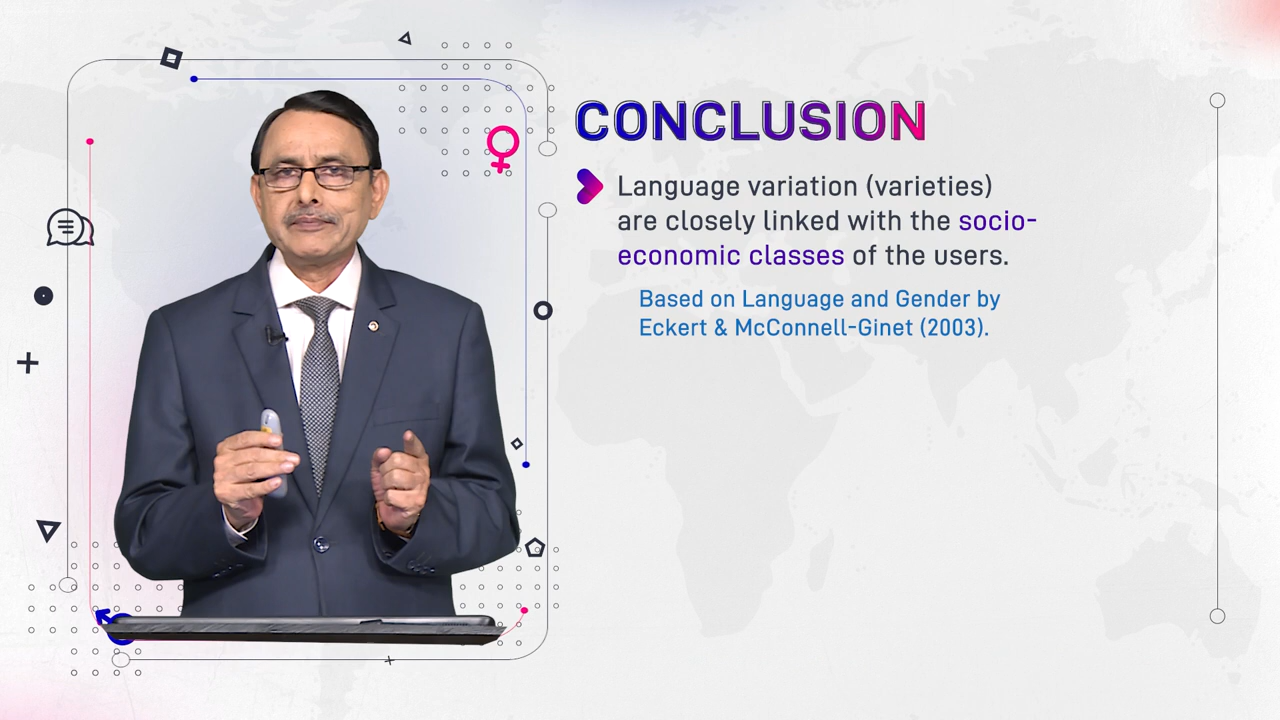 CONCLUSION
Language variation (varieties)
are closely linked with the socio-
economic classes of the users.
Based on Language and Gender by
Eckert & McConnell-Ginet (2003).